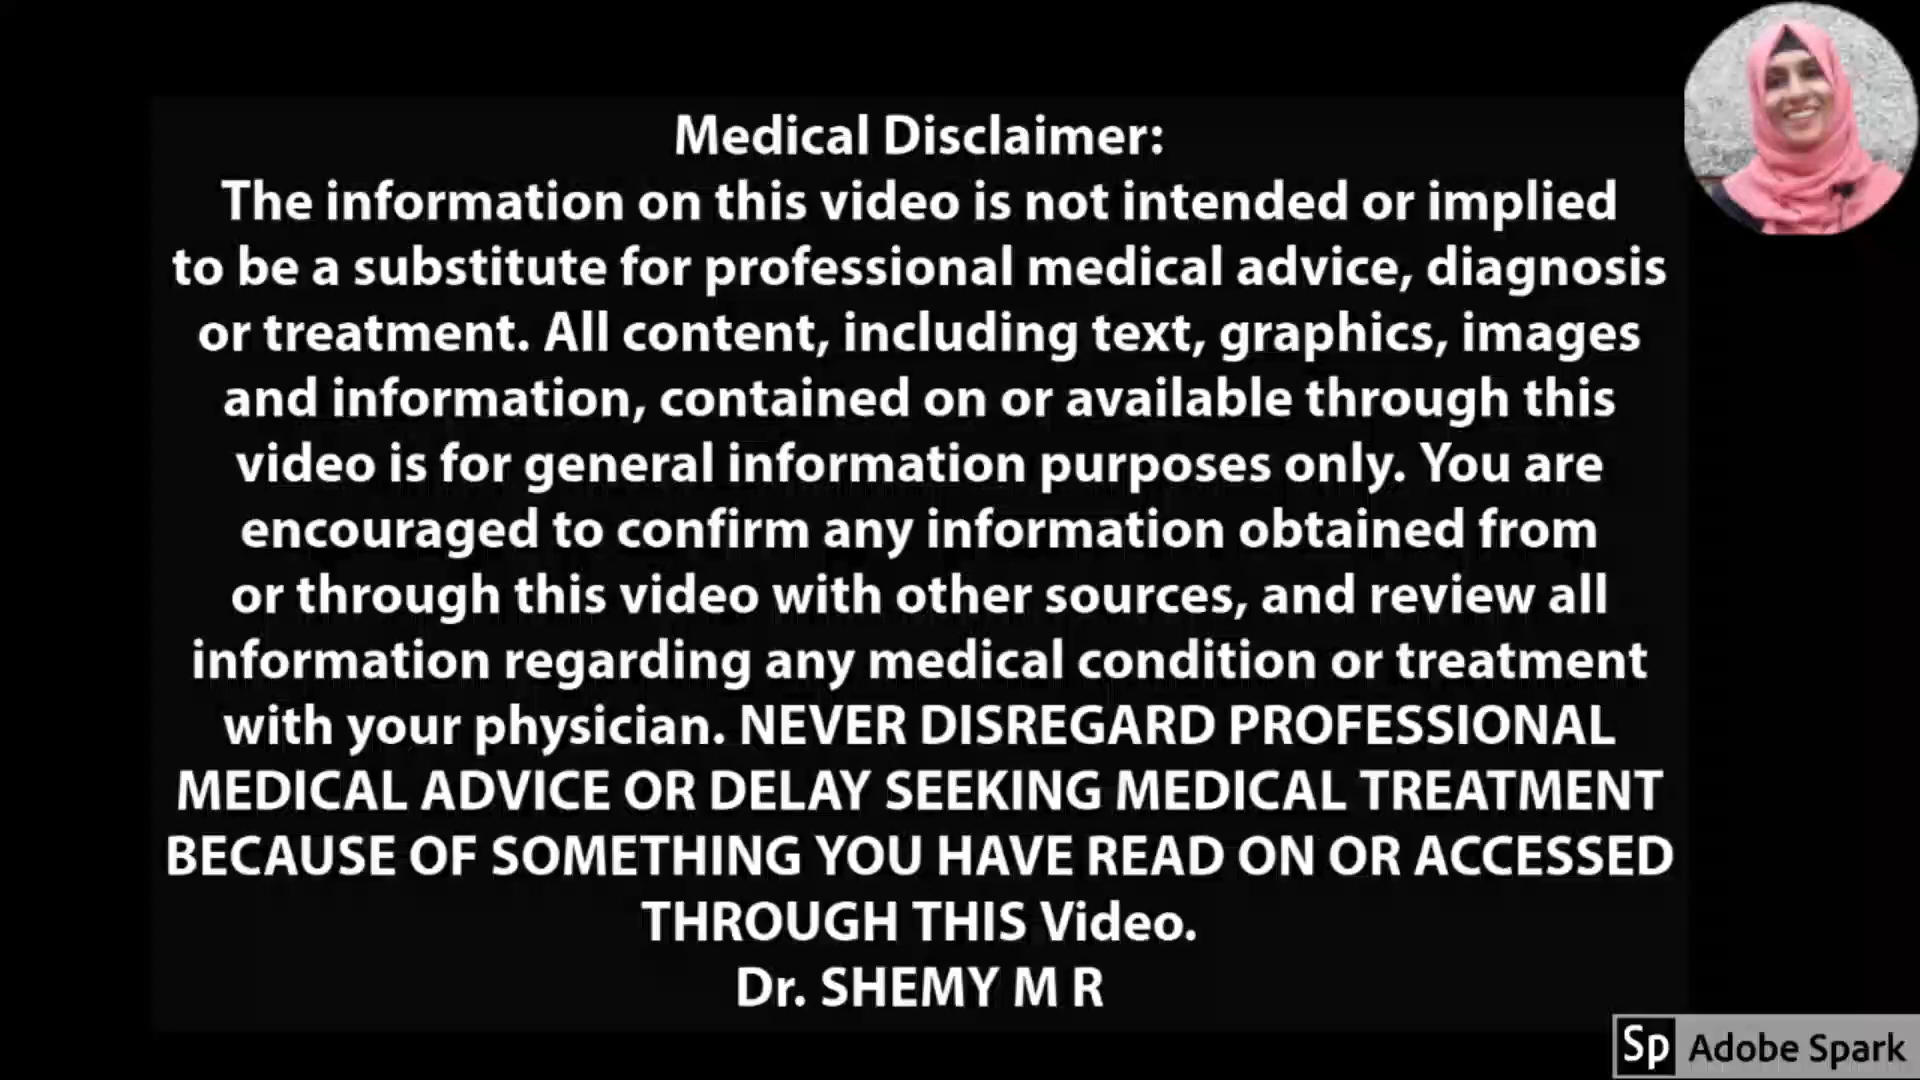 Medical Disclaimer:
The information on this video is not intended or implied
to be a substitute for professional medical advice, diagnosis
or treatment. All content, including text, graphics, images
and information, contained on or available through this
video is for general information purposes only. You are
encouraged to confirm any information obtained from
or through this video with other sources, and review all
information regarding any medical condition or treatment
with your physician. NEVER DISREGARD PROFESSIONAL
MEDICAL ADVICE OR DELAY SEEKING MEDICAL TREATMENT
BECAUSE OF SOMETHING YOU HAVE READ ON OR ACCESSED
THROUGH THIS Video.
Dr. SHEMY M R
Sp Adobe Spark